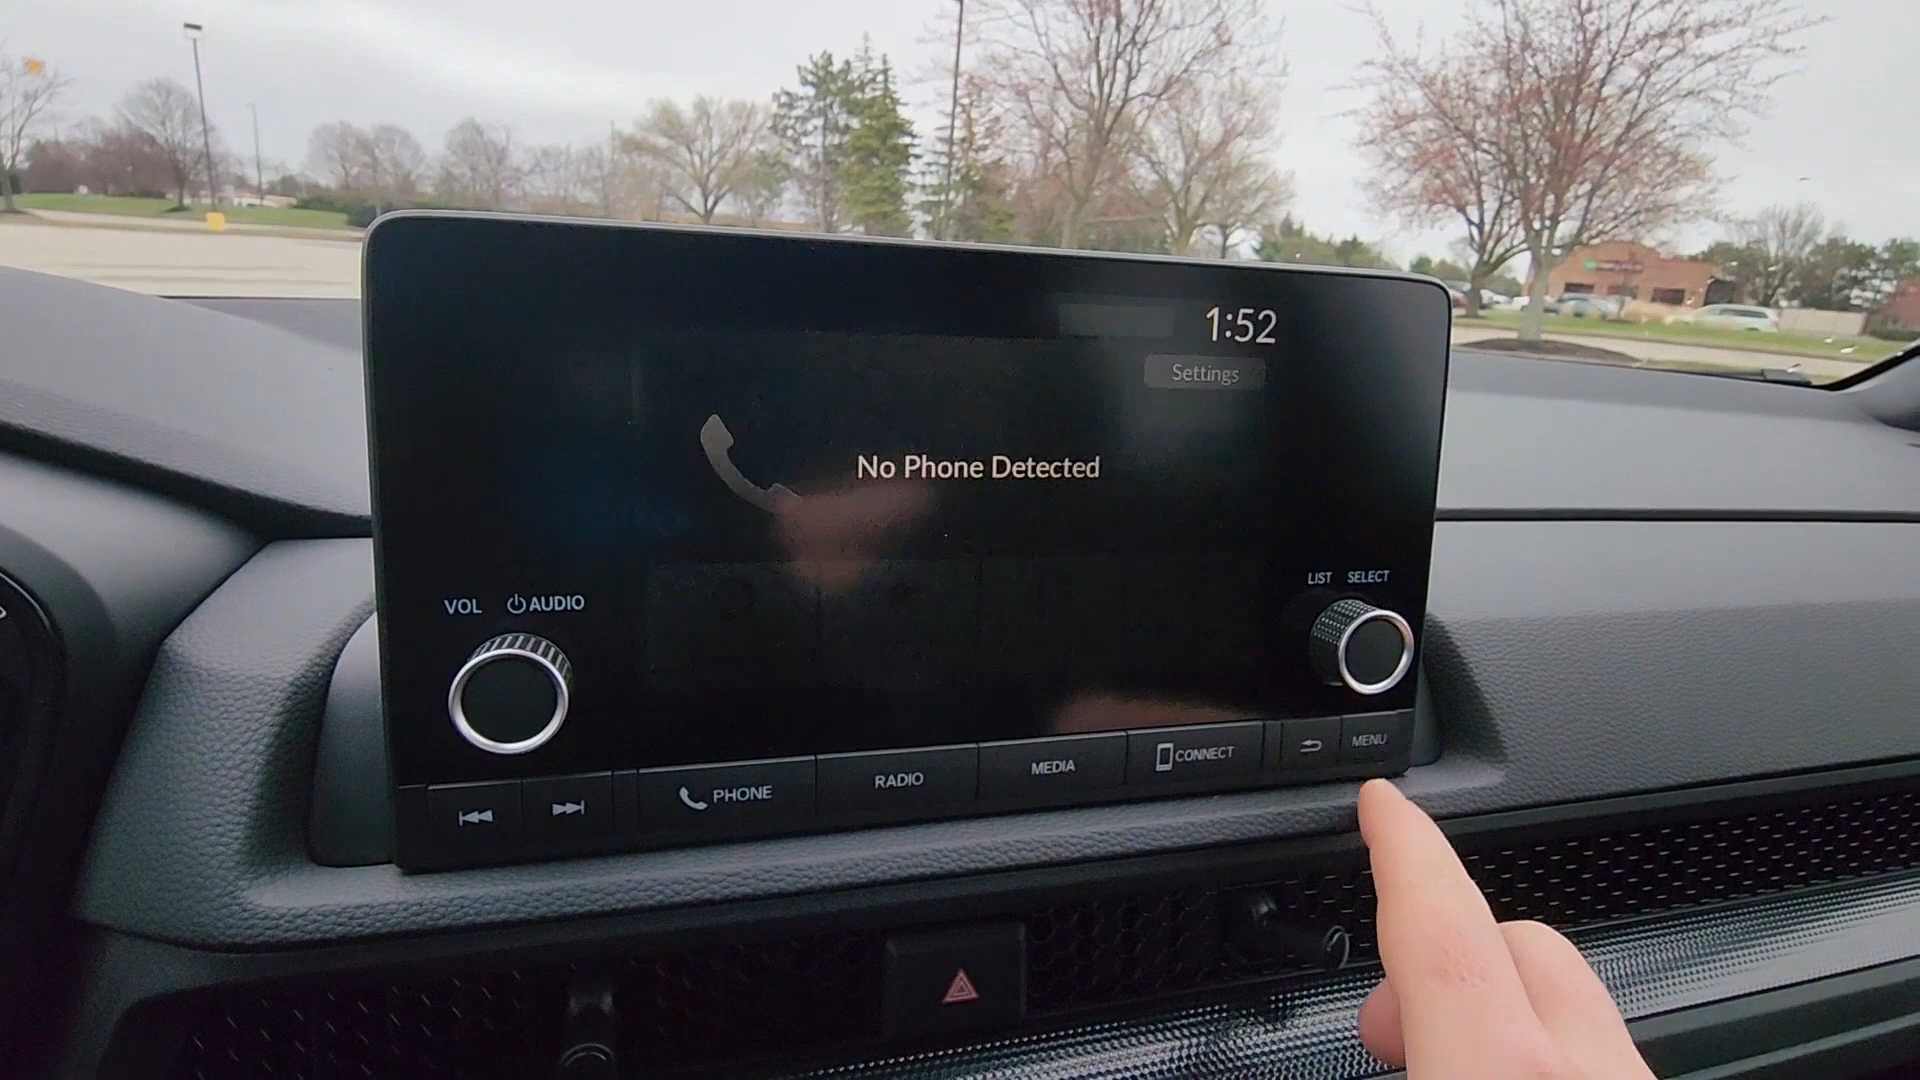 1:52
Settings
No Phone Detected
VOL AUDIO
LIST SELECT
PHONE
RADIO
MEDIA
CONNECT
MENU